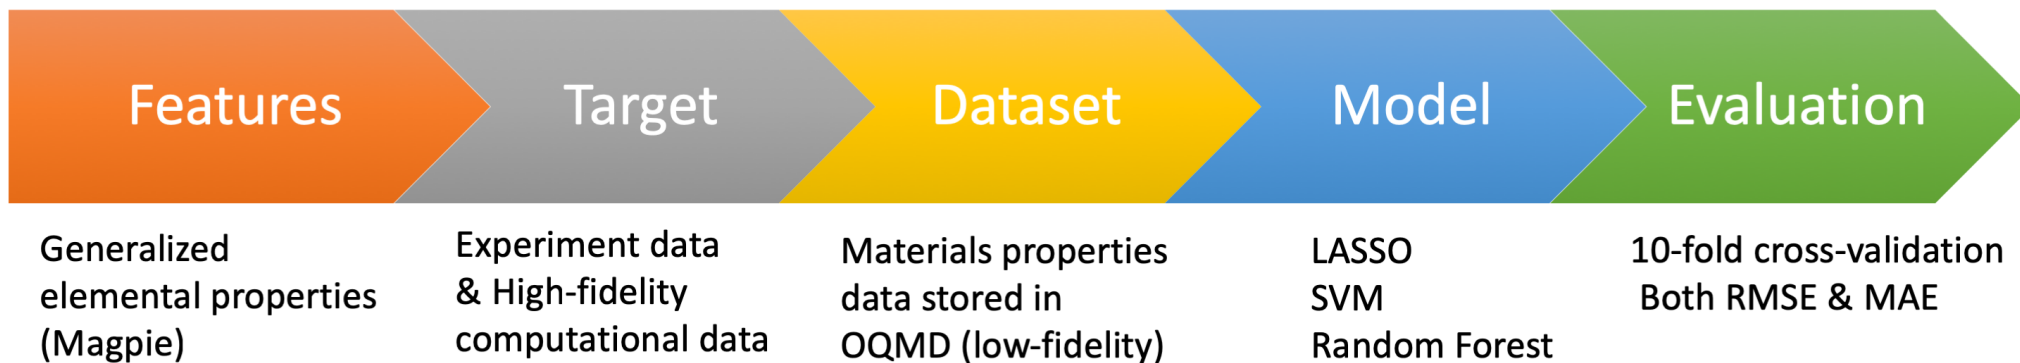 Features
Target
Dataset
Model
Evaluation
Generalized
elemental properties
(Magpie)
Experiment data
& High-fidelity
computational data
Materials properties
data stored in
OQMD (low-fidelity)
LASSO
SVM
Random Forest
10-fold cross-validation
Both RMSE & MAE